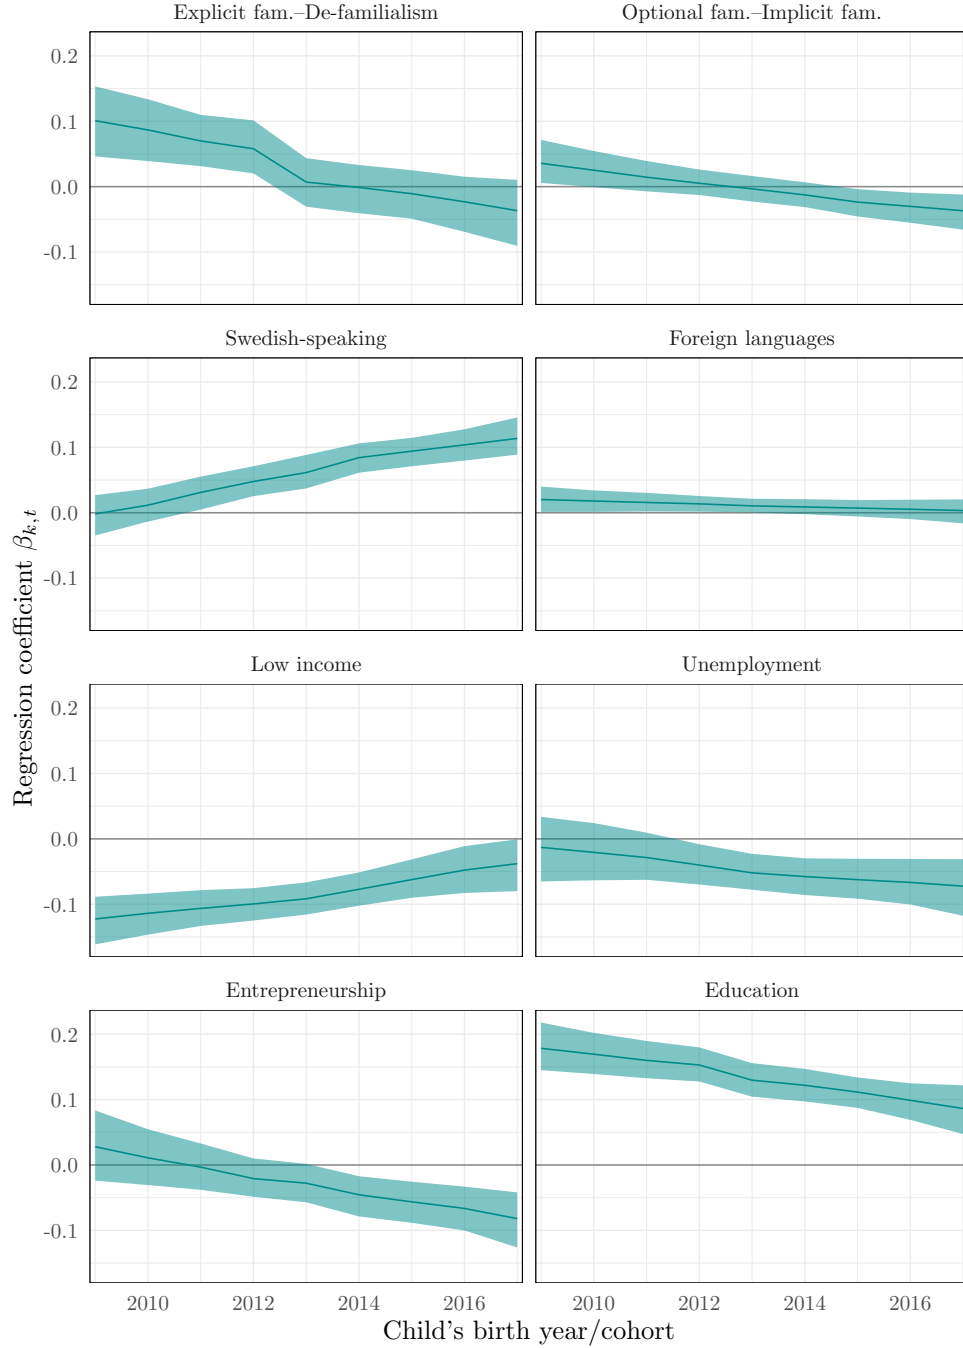 Explicit fam.–De-familialism
Optional fam.–Implicit fam.
0.2
0.1
0.0
-0.1
Swedish-speaking
Foreign languages
0.2
0.1
0.0
-0.1
Regression coefficient βk,t
Low income
Unemployment
0.2
0.1
0.0
-0.1
Entrepreneurship
Education
0.2
0.1
0.0
-0.1
2010 2012 2014 2016
2010 2012 2014 2016
Child's birth year/cohort